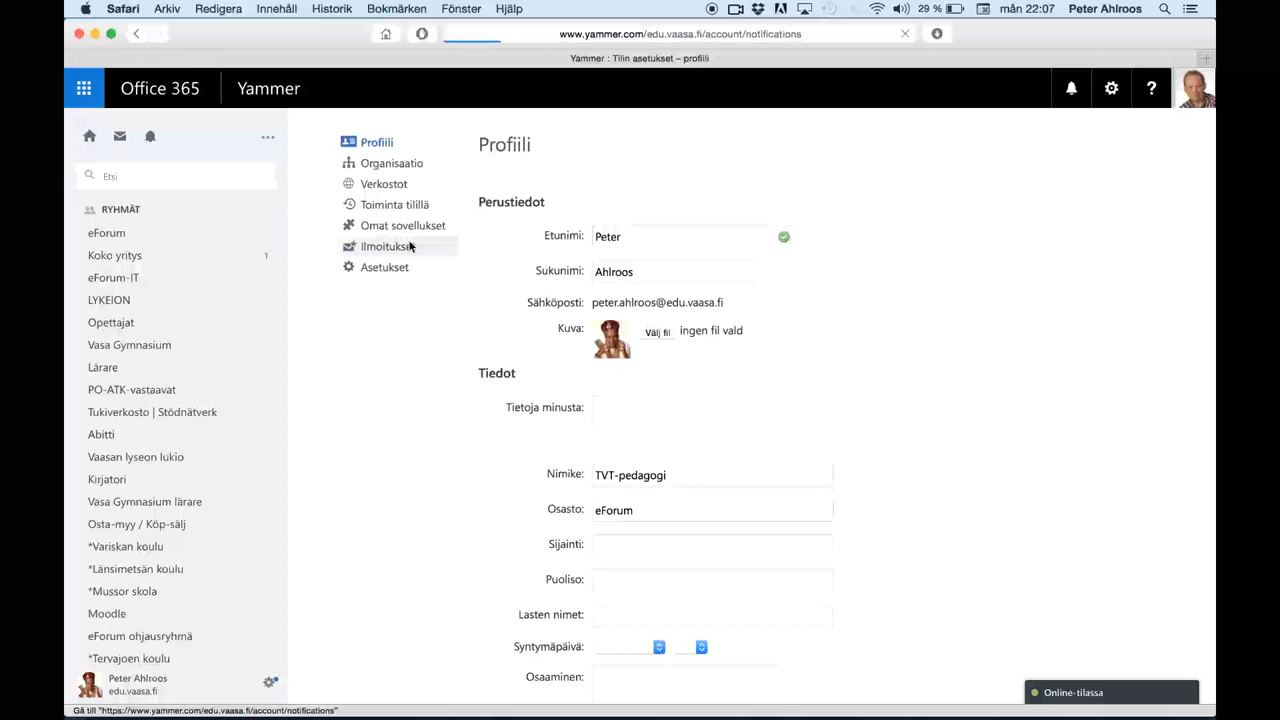 Safari Arkiv Redigera Innehåll Historik Bokmärken Fönster Hjälp 29 % mån 22:07 Peter Ahlroos
www.yammer.com/edu.vaasa.fi/account/notifications
Yammer : Tilin asetukset – profiili
Office 365 Yammer
Etsi
RYHMÄT
eForum
Koko yritys 1
eForum-IT
LYKEION
Opettajat
Vasa Gymnasium
Lärare
PO-ATK-vastaavat
Tukiverkosto | Stödnätverk
Abitti
Vaasan lyseon lukio
Kirjatori
Vasa Gymnasium lärare
Osta-myy / Köp-sälj
*Variskan koulu
*Länsimetsän koulu
*Mussor skola
Moodle
eForum ohjausryhmä
*Tervajoen koulu
Peter Ahlroos
edu.vaasa.fi
Profiili
Organisaatio
Verkostot
Toiminta tilillä
Omat sovellukset
Ilmoitukset
Asetukset
Profiili
Perustiedot
Etunimi: Peter
Sukunimi: Ahlroos
Sähköposti: peter.ahlroos@edu.vaasa.fi
Kuva: Välj fil ingen fil vald
Tiedot
Tietoja minusta:
Nimike: TVT-pedagogi
Osasto: eForum
Sijainti:
Puoliso:
Lasten nimet:
Syntymäpäivä:
Osaaminen:
Online-tilassa
Gå till "https://www.yammer.com/edu.vaasa.fi/account/notifications"